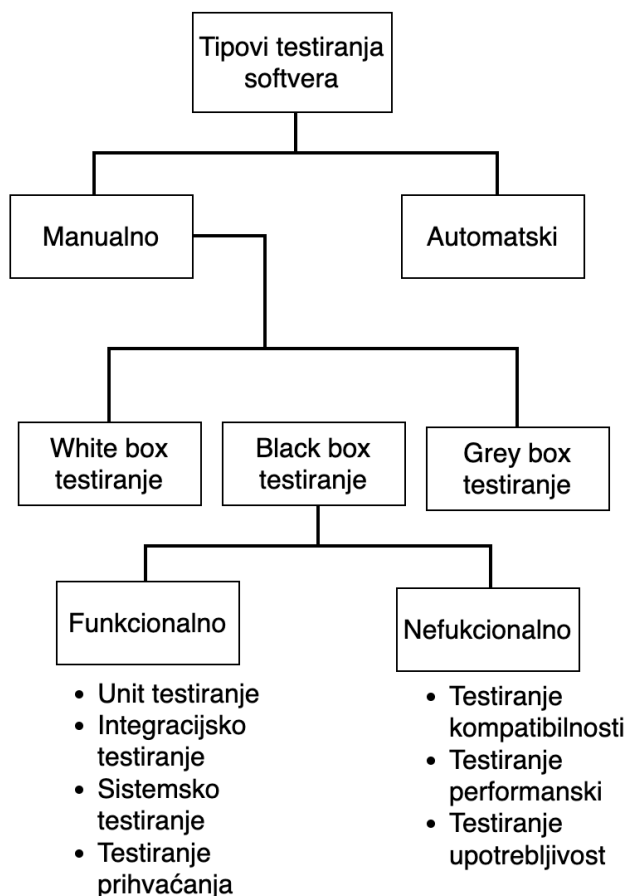 Tipovi testiranja
softvera
Manualno
Automatski
White box
testiranje
Black box
testiranje
Grey box
testiranje
Funkcionalno
Nefukcionalno
• Unit testiranje
• Integracijsko
testiranje
• Sistemsko
testiranje
• Testiranje
prihvaćanja
• Testiranje
kompatibilnosti
• Testiranje
performanski
• Testiranje
upotrebljivost